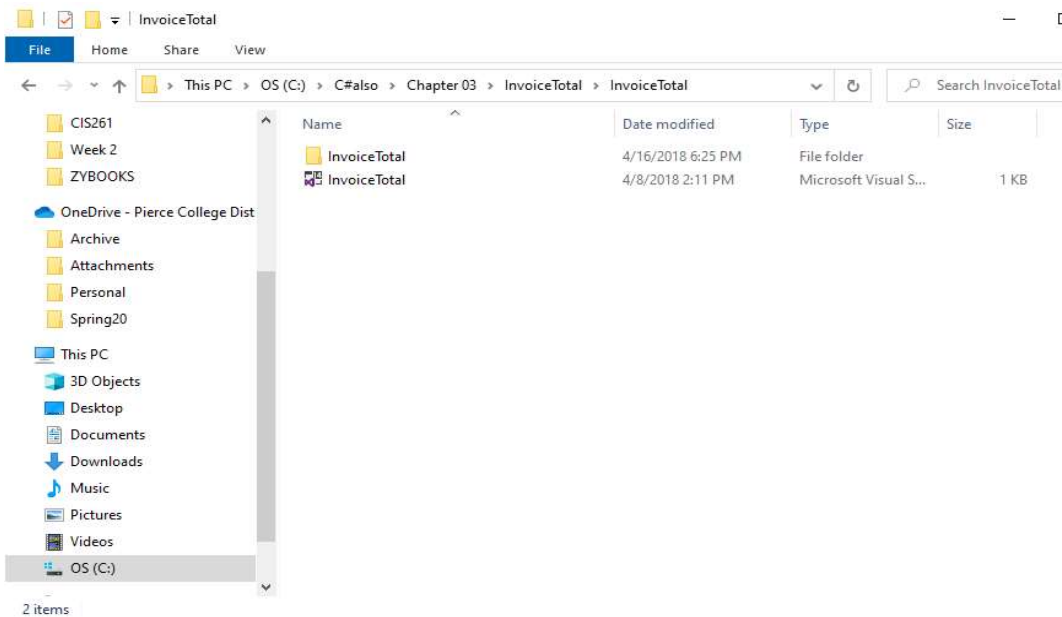 InvoiceTotal
File Home Share View
This PC > OS (C:) > C#also > Chapter 03 > InvoiceTotal > InvoiceTotal
Search InvoiceTotal
CIS261
Week 2
ZYBOOKS
OneDrive - Pierce College Dist
Archive
Attachments
Personal
Spring20
This PC
3D Objects
Desktop
Documents
Downloads
Music
Pictures
Videos
OS (C:)
Name Date modified Type Size
InvoiceTotal 4/16/2018 6:25 PM File folder
InvoiceTotal 4/8/2018 2:11 PM Microsoft Visual S... 1 KB
2 items